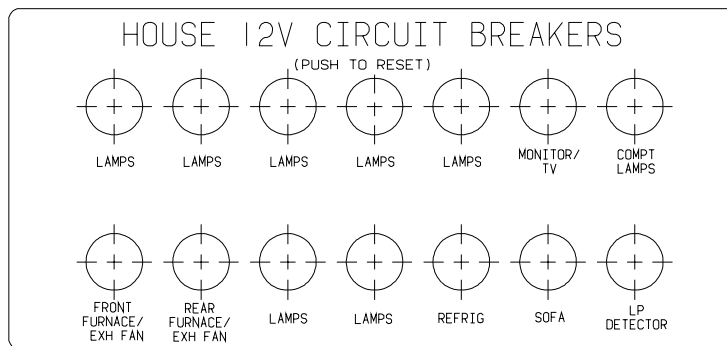 HOUSE 12V CIRCUIT BREAKERS
(PUSH TO RESET)
LAMPS
LAMPS
LAMPS
LAMPS
LAMPS
MONITOR/
TV
COMPT
LAMPS
FRONT
FURNACE/
EXH FAN
REAR
FURNACE/
EXH FAN
LAMPS
LAMPS
REFRIG
SOFA
LP
DETECTOR